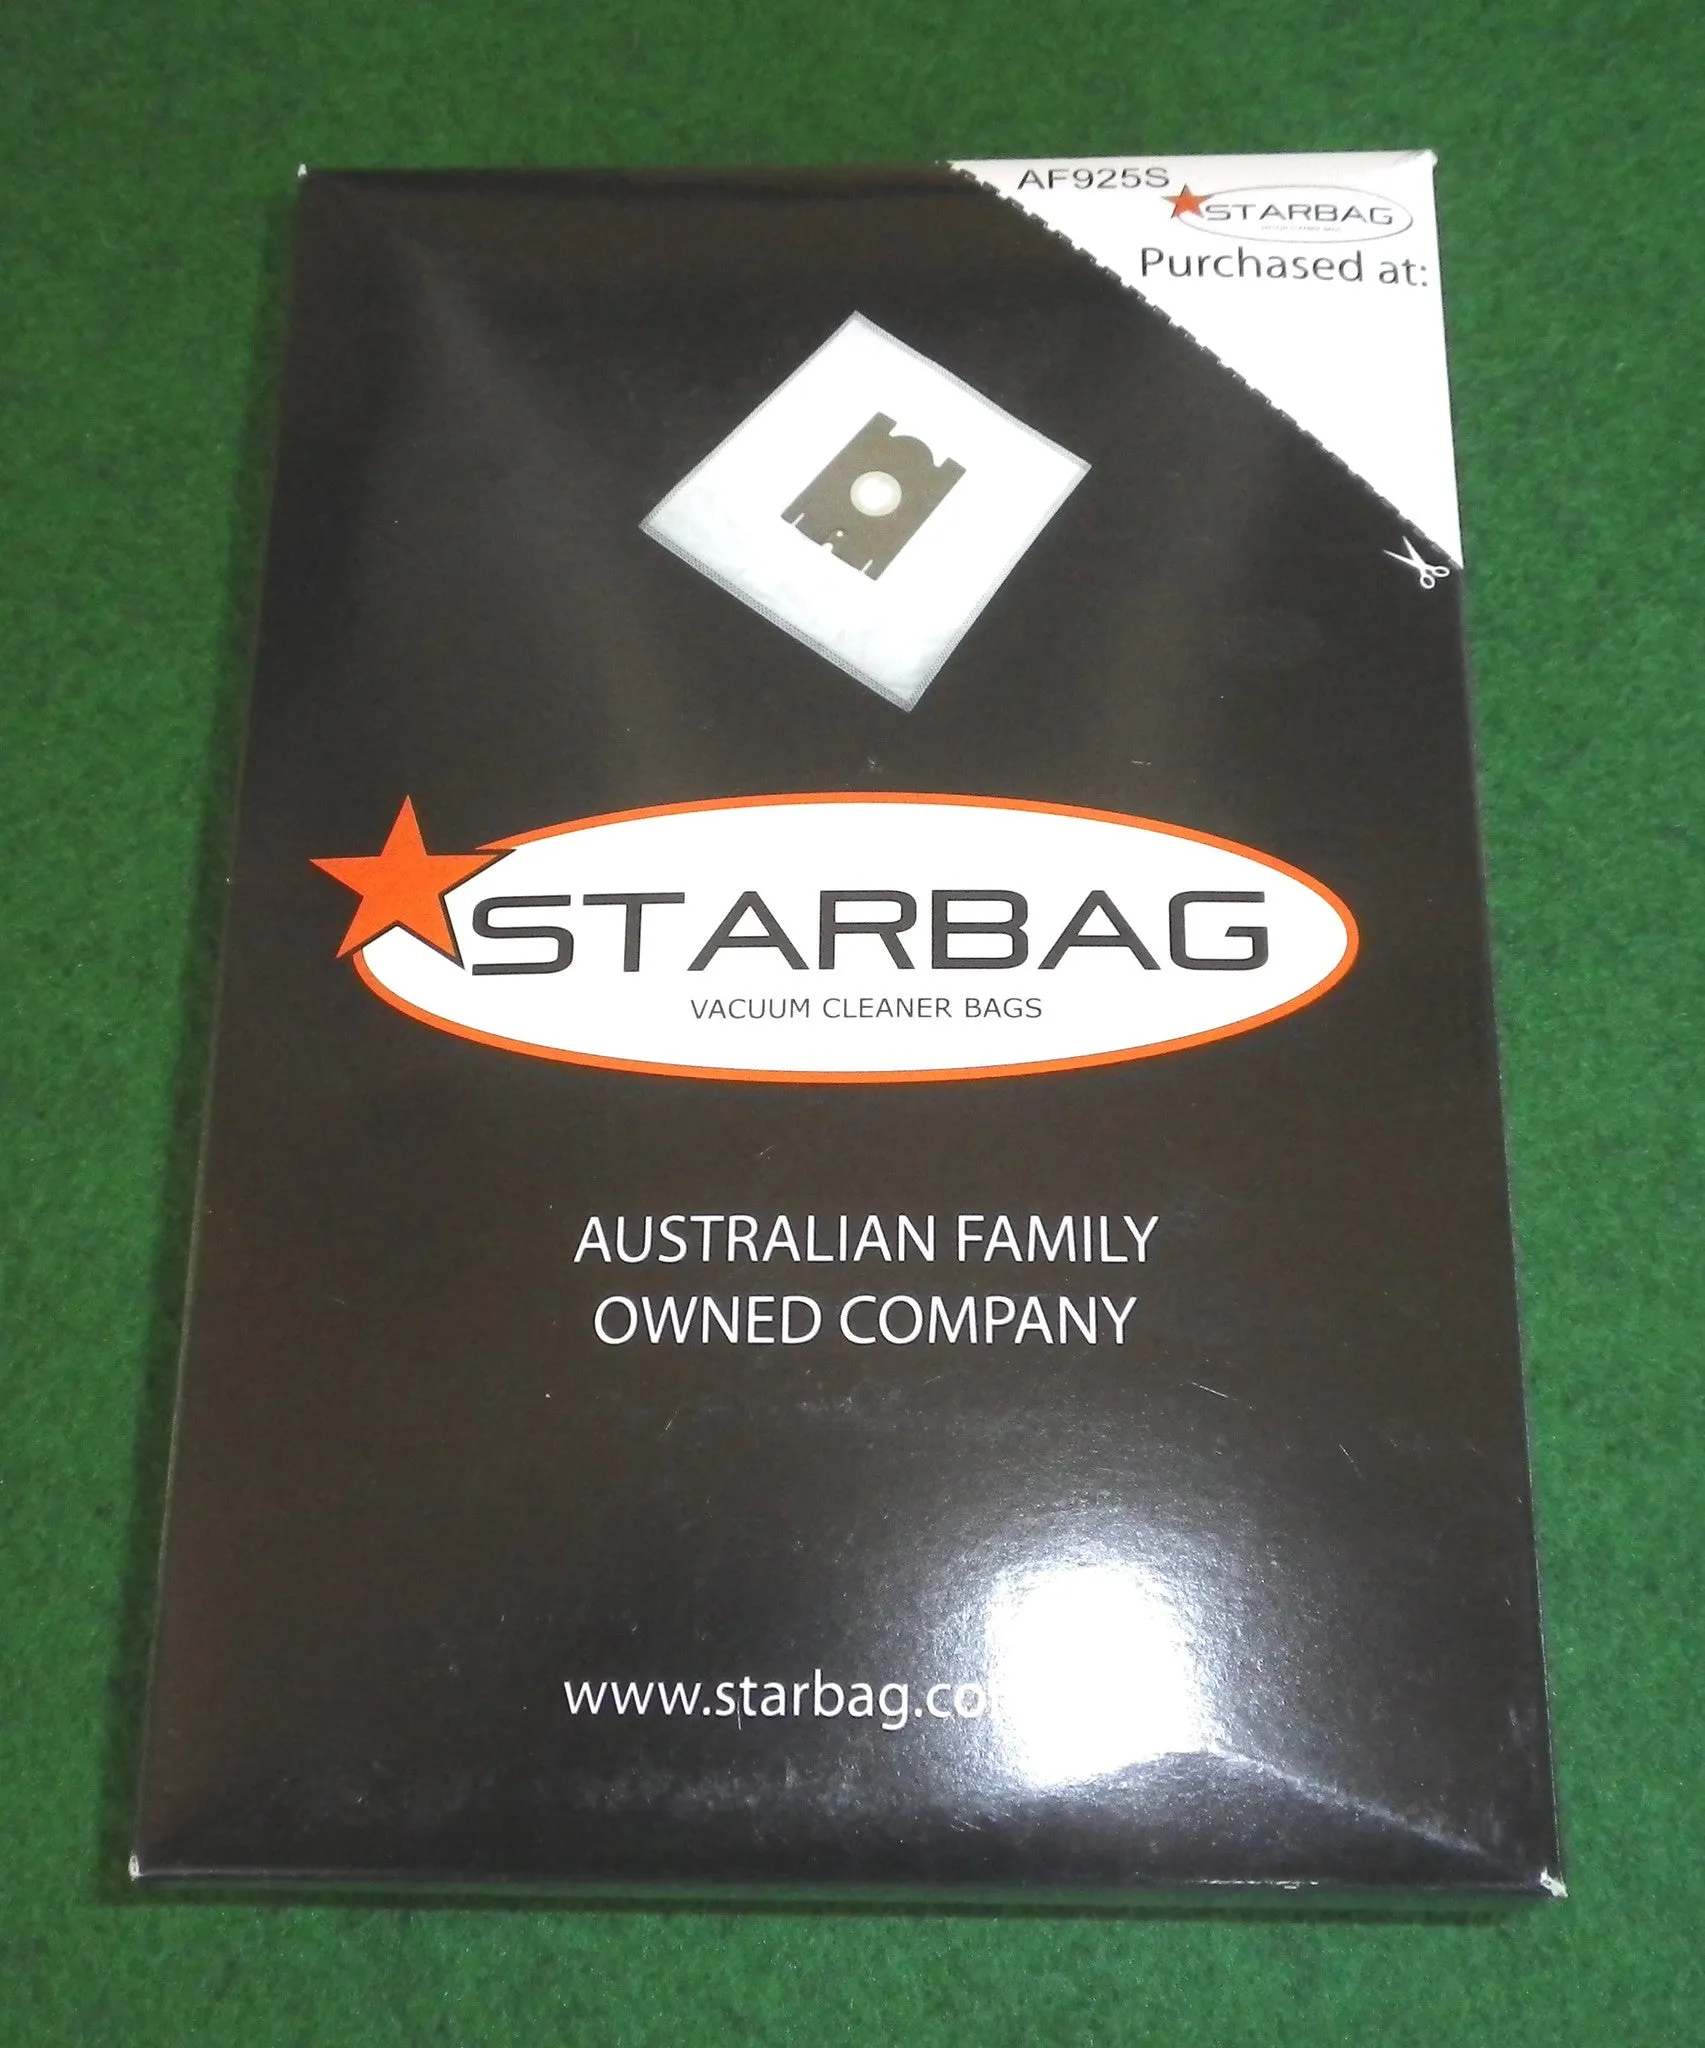 AF925S
STARBAG
Purchased at:
STARBAG
VACUUM CLEANER BAGS
AUSTRALIAN FAMILY
OWNED COMPANY
www.starbag.co